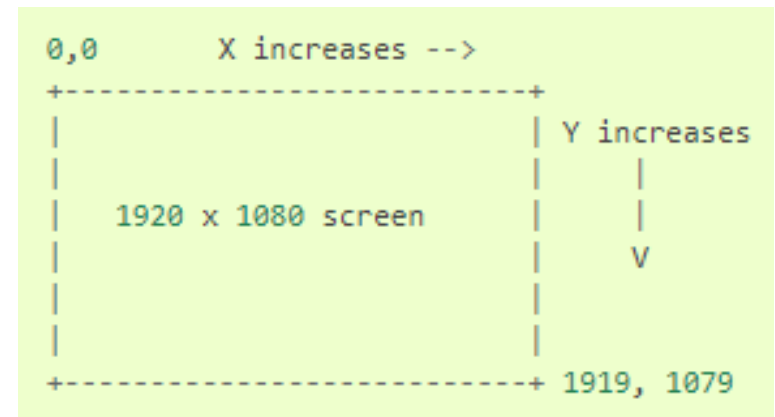 0,0       X increases -->
+---------------------------+
|                           | Y increases
|                           |     |
|   1920 x 1080 screen      |     |
|                           |     V
|                           |
|                           |
+---------------------------+ 1919, 1079